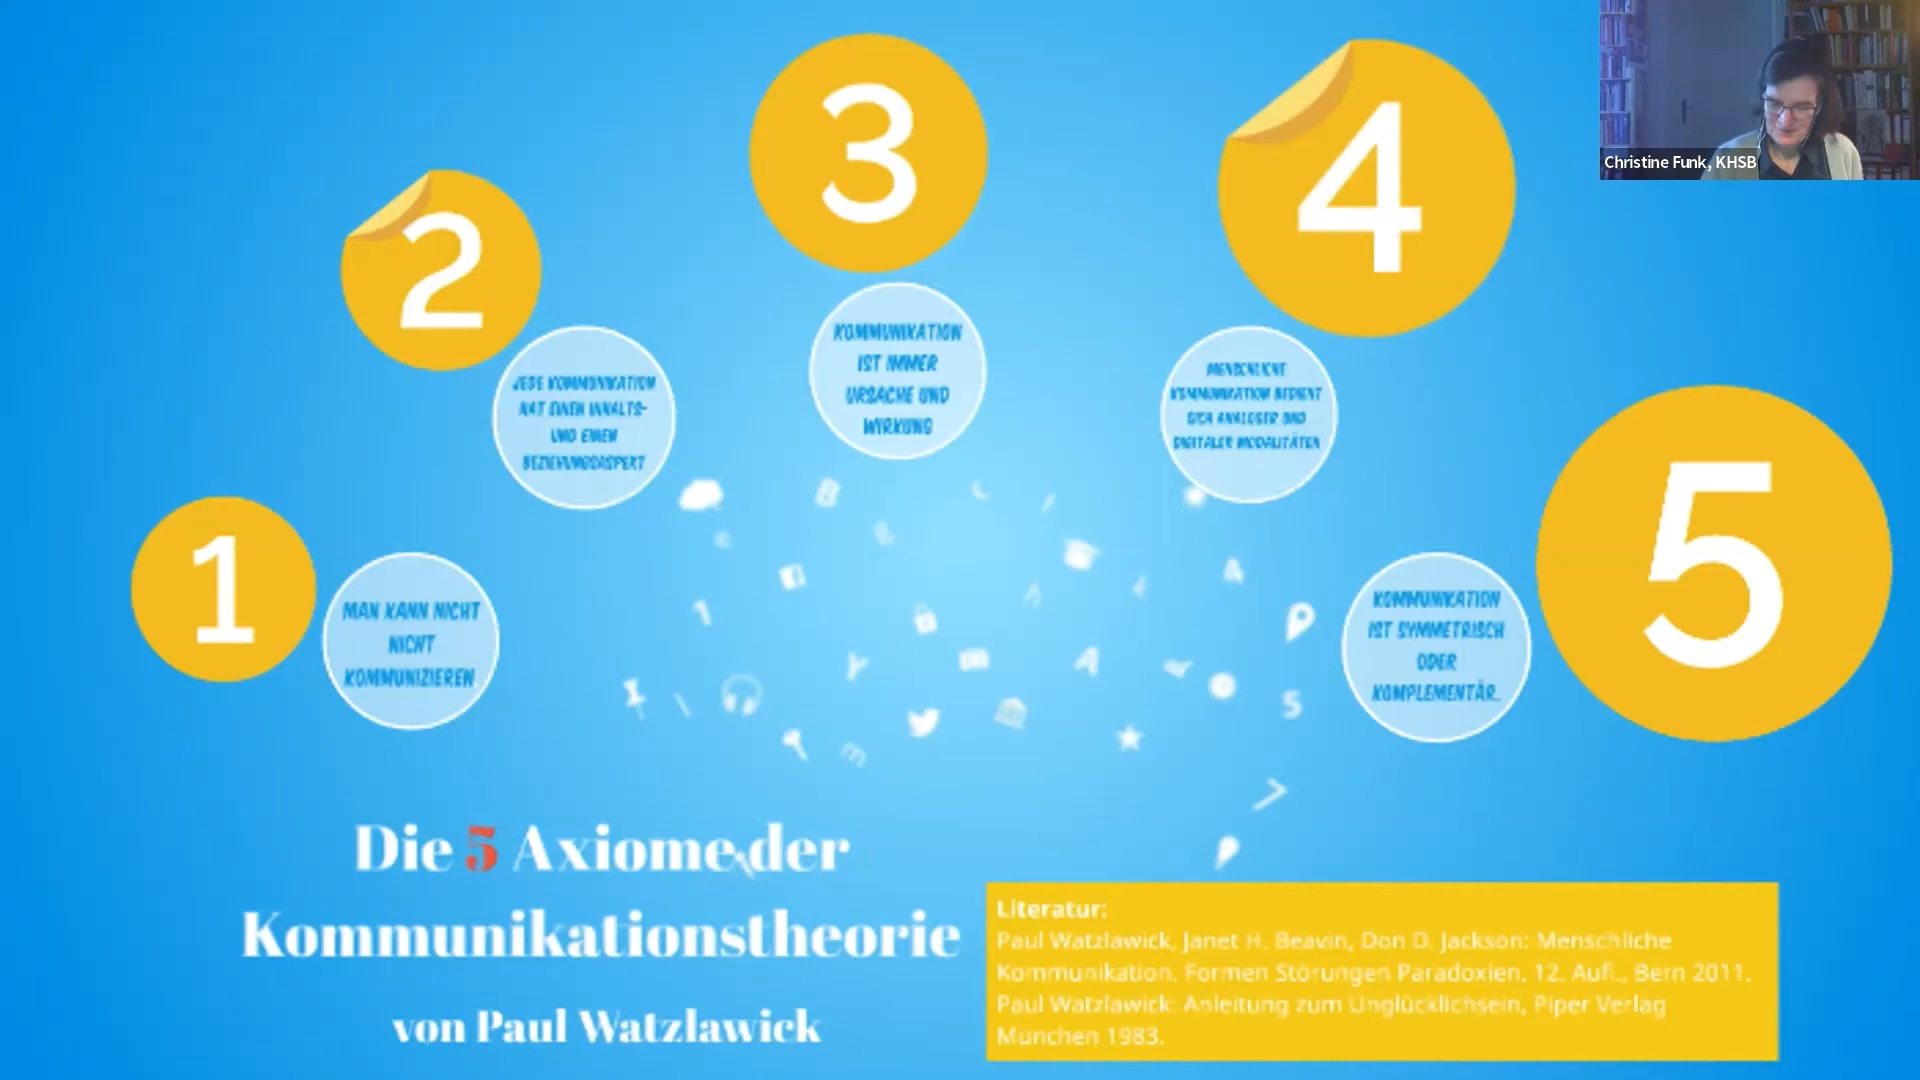 1
MAN KANN NICHT
NICHT
KOMMUNIZIEREN
2
JEDE KOMMUNIKATION
HAT EINEN INHALTS-
UND EINEN
BEZIEHUNGSASPEKT
3
KOMMUNIKATION
IST IMMER
URSACHE UND
WIRKUNG
4
MENSCHLICHE
KOMMUNIKATION BEDIENT
SICH ANALOGER UND
DIGITALER MODALITÄTEN
5
KOMMUNIKATION
IST SYMMETRISCH
ODER
KOMPLEMENTÄR.
Christine Funk, KHSB
Die 5 Axiome der
Kommunikationstheorie
von Paul Watzlawick
Literatur:
Paul Watzlawick, Janet H. Beavin, Don D. Jackson: Menschliche
Kommunikation. Formen Störungen Paradoxien. 12. Aufl., Bern 2011.
Paul Watzlawick: Anleitung zum Unglücklichsein, Piper Verlag
München 1983.